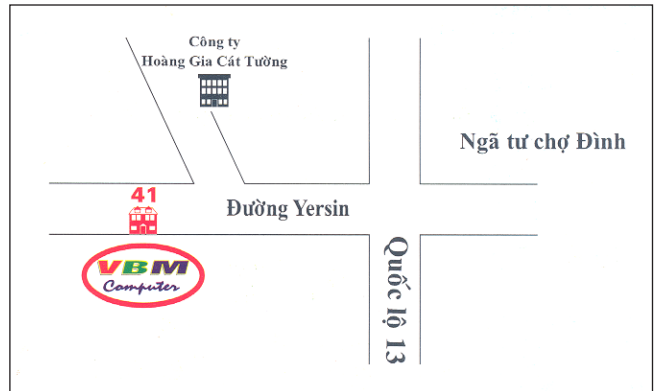 Công ty
Hoàng Gia Cát Tường
Ngã tư chợ Đình
41
Đường Yersin
VBM
Computer
Quốc lộ 13